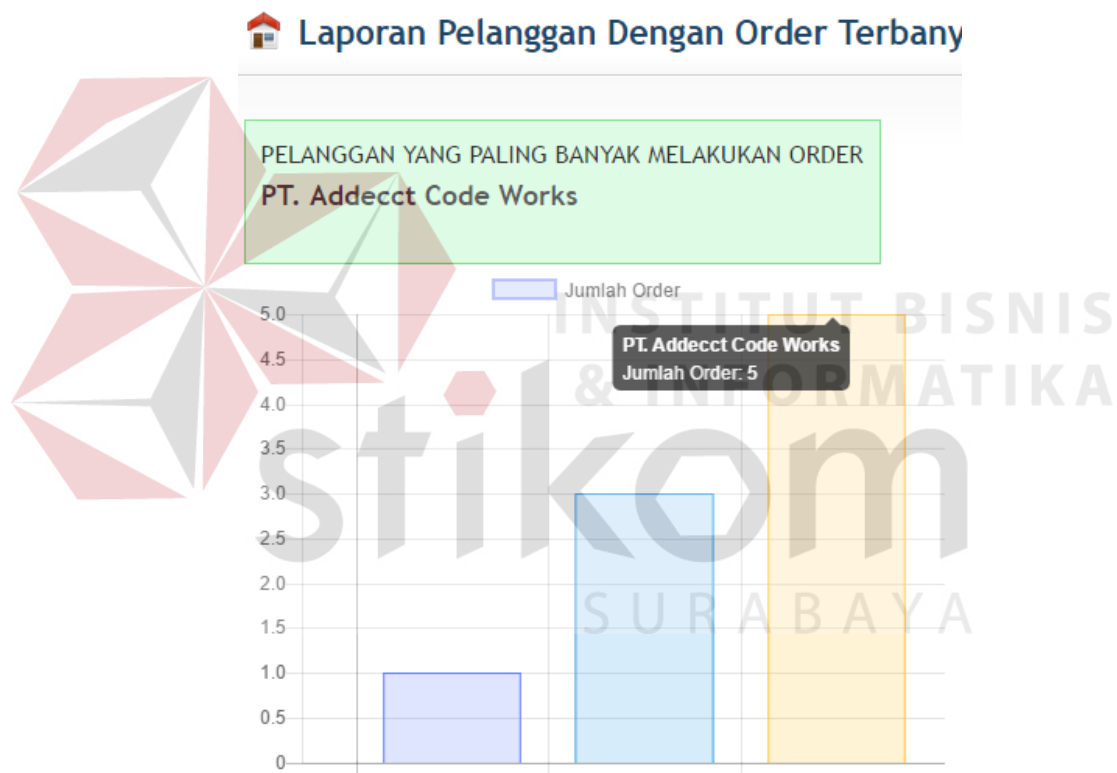 Laporan Pelanggan Dengan Order Terbany
PELANGGAN YANG PALING BANYAK MELAKUKAN ORDER
PT. Addecct Code Works
Jumlah Order
INSTITUT BISNIS
& INFORMATIKA
stikom
SURABAYA
PT. Addecct Code Works
Jumlah Order: 5
5.0
4.5
4.0
3.5
3.0
2.5
2.0
1.5
1.0
0.5
0